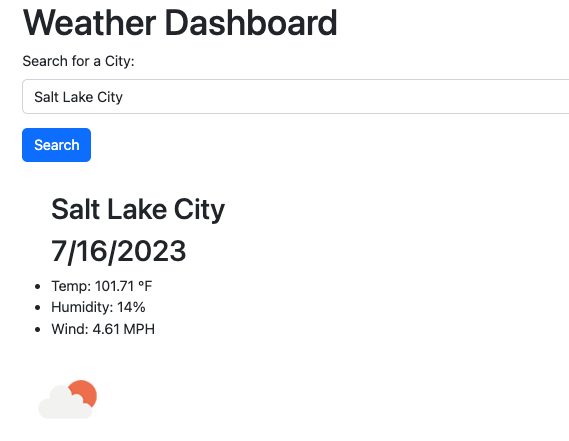 Weather Dashboard
Search for a City:
Salt Lake City
Search
Salt Lake City
7/16/2023
Temp: 101.71 °F
Humidity: 14%
Wind: 4.61 MPH